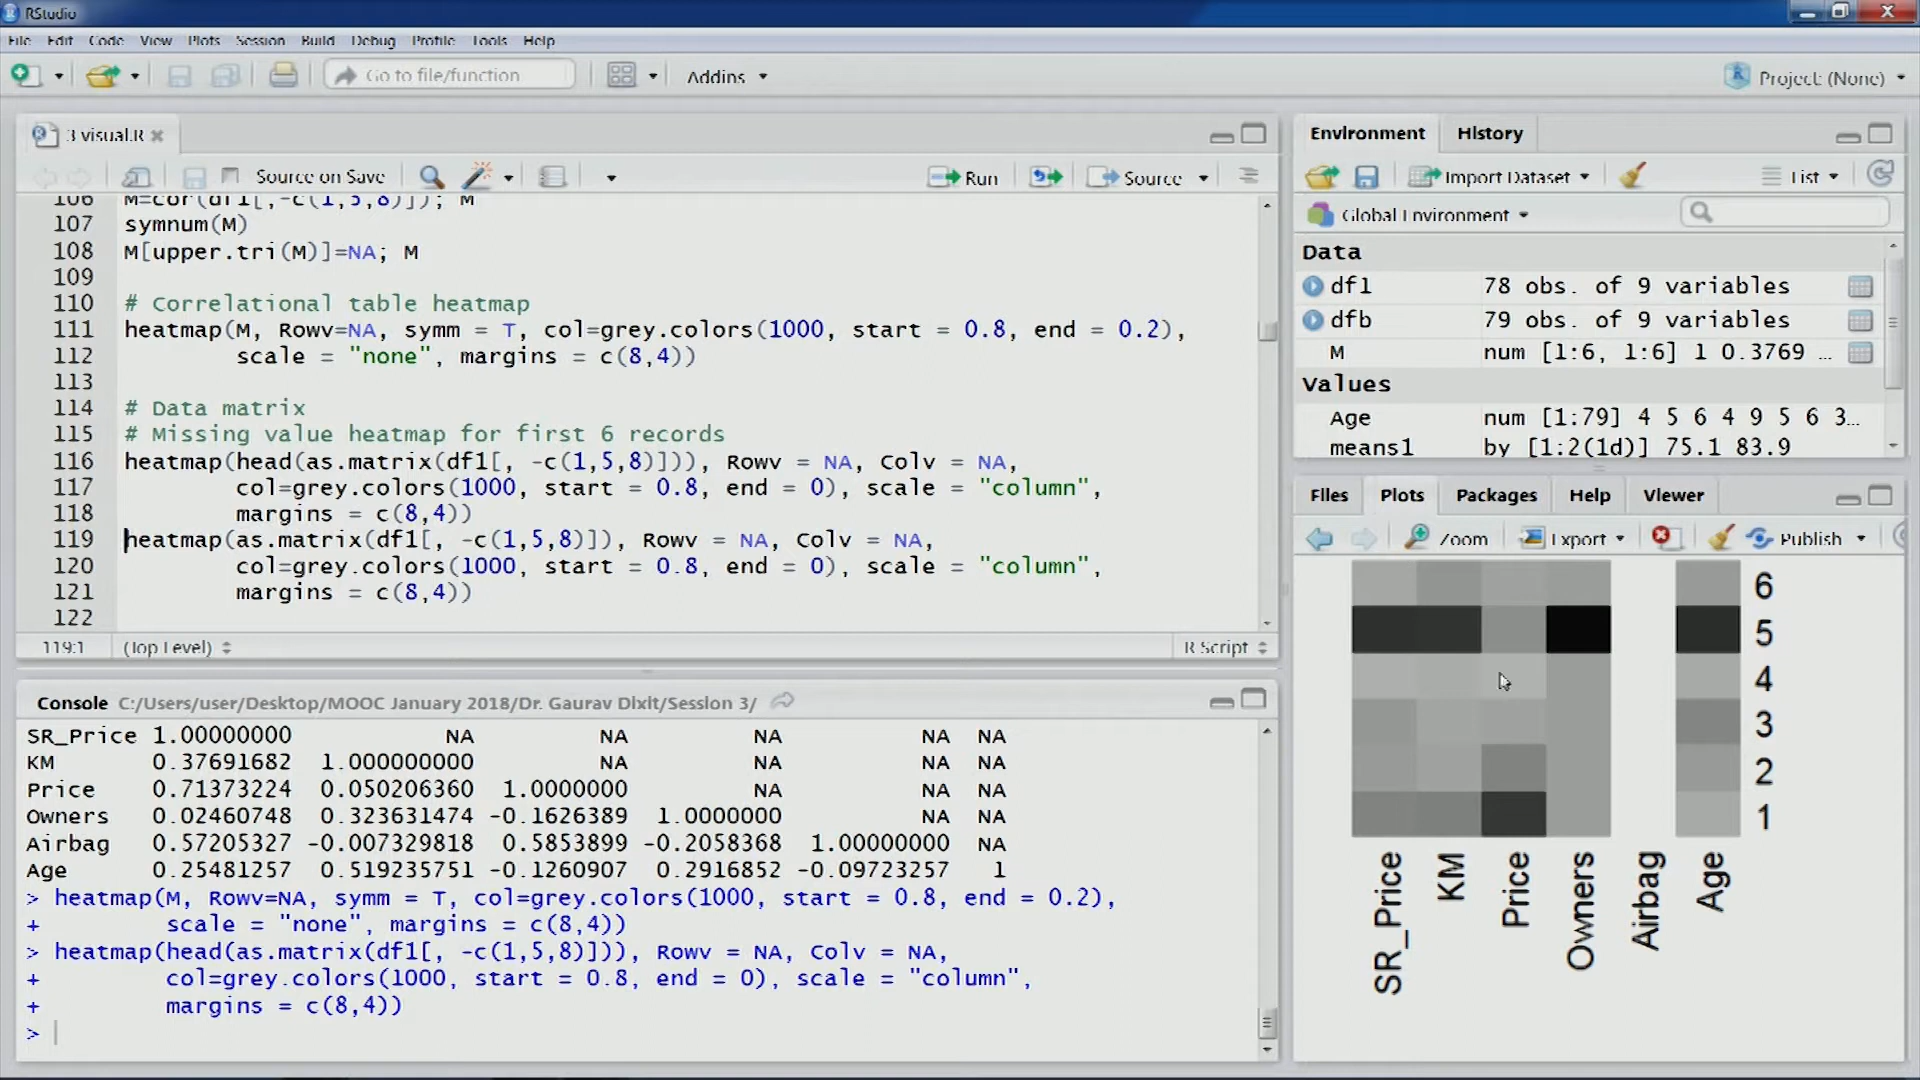 RStudio
File Edit Code View Plots Session Build Debug Profile Tools Help
Go to file/function Addins Project: (None)
3 visual.R
Source on Save Run Source
106 M=cor(df1[,-c(1,5,8)]); M
107 symnum(M)
108 M[upper.tri(M)]=NA; M
109
110 # Correlational table heatmap
111 heatmap(M, Rowv=NA, symm = T, col=grey.colors(1000, start = 0.8, end = 0.2),
112 scale = "none", margins = c(8,4))
113
114 # Data matrix
115 # Missing value heatmap for first 6 records
116 heatmap(head(as.matrix(df1[, -c(1,5,8)])), Rowv = NA, Colv = NA,
117 col=grey.colors(1000, start = 0.8, end = 0), scale = "column",
118 margins = c(8,4))
119 heatmap(as.matrix(df1[, -c(1,5,8)]), Rowv = NA, Colv = NA,
120 col=grey.colors(1000, start = 0.8, end = 0), scale = "column",
121 margins = c(8,4))
122
119:1 (Top Level) R Script
Console C:/Users/user/Desktop/MOOC January 2018/Dr. Gaurav Dixit/Session 3/
SR_Price 1.00000000 NA NA NA NA NA
KM 0.37691682 1.000000000 NA NA NA NA
Price 0.71373224 0.050206360 1.0000000 NA NA NA
Owners 0.02460748 0.323631474 -0.1626389 1.0000000 NA NA
Airbag 0.57205327 -0.007329818 0.5853899 -0.2058368 1.00000000 NA
Age 0.25481257 0.519235751 -0.1260907 0.2916852 -0.09723257 1
> heatmap(M, Rowv=NA, symm = T, col=grey.colors(1000, start = 0.8, end = 0.2),
+ scale = "none", margins = c(8,4))
> heatmap(head(as.matrix(df1[, -c(1,5,8)])), Rowv = NA, Colv = NA,
+ col=grey.colors(1000, start = 0.8, end = 0), scale = "column",
+ margins = c(8,4))
>
Environment History
Import Dataset List
Global Environment
Data
df1 78 obs. of 9 variables
dfb 79 obs. of 9 variables
M num [1:6, 1:6] 1 0.3769 ...
Values
Age num [1:79] 4 5 6 4 9 5 6 3...
means1 by [1:2(1d)] 75.1 83.9
Files Plots Packages Help Viewer
Zoom Export Publish
6
5
4
3
2
1
SR_Price
KM
Price
Owners
Airbag
Age